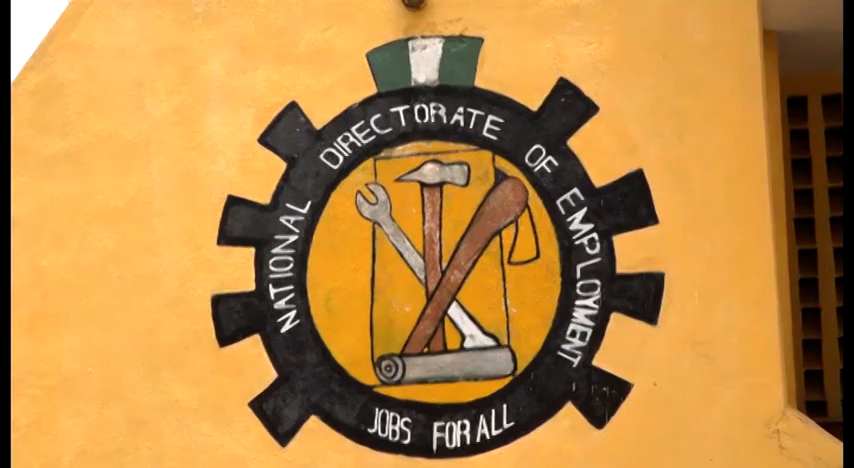 NATIONAL DIRECTORATE OF EMPLOYMENT
JOBS FOR ALL